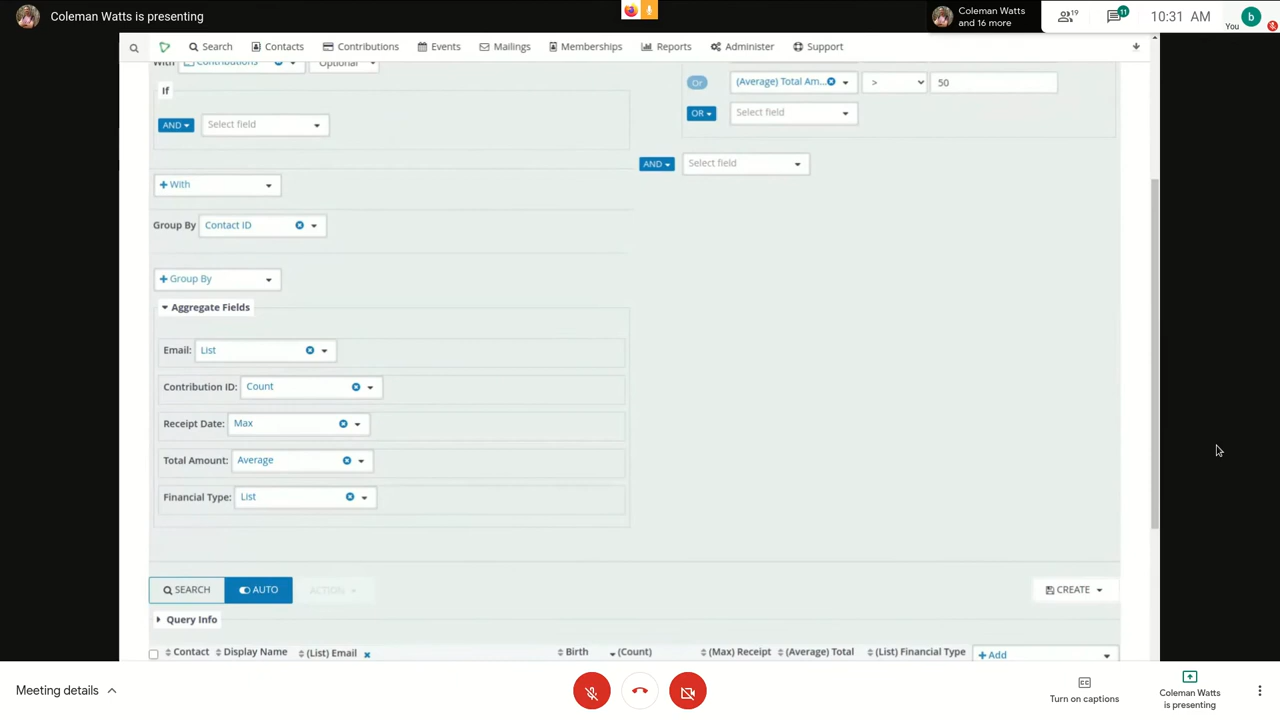 Coleman Watts is presenting
Coleman Watts
and 16 more
19
11
10:31 AM
You
b
Search
Contacts
Contributions
Events
Mailings
Memberships
Reports
Administer
Support
With
Contributions
Optional
If
AND
Select field
+ With
Group By
Contact ID
+ Group By
Aggregate Fields
Email:
List
Contribution ID:
Count
Receipt Date:
Max
Total Amount:
Average
Financial Type:
List
Or
(Average) Total Am...
>
50
OR
Select field
AND
Select field
SEARCH
AUTO
ACTION
CREATE
Query Info
Contact
Display Name
(List) Email
Birth
(Count)
(Max) Receipt
(Average) Total
(List) Financial Type
+ Add
Meeting details
Turn on captions
Coleman Watts
is presenting